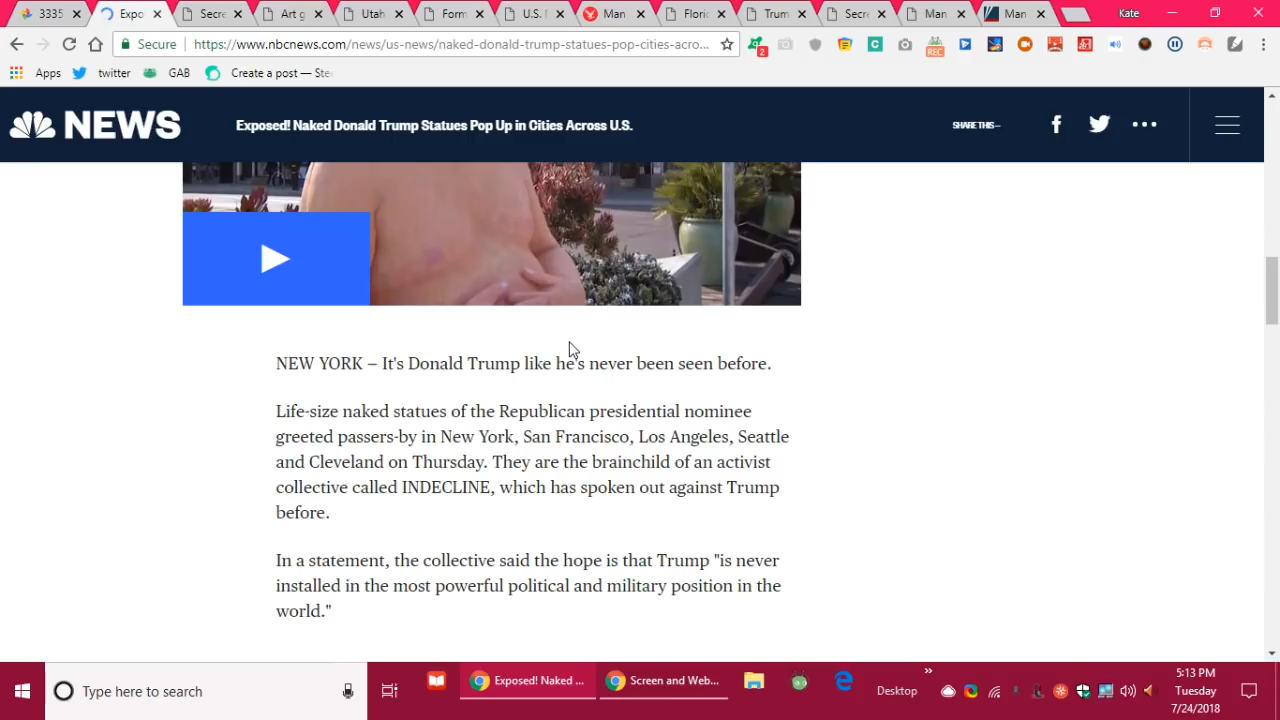 3335
Expo
Secre
Art g
Utah
Form
U.S. I
Man
Floric
Trum
Secre
Man
Man
Kate
Secure
https://www.nbcnews.com/news/us-news/naked-donald-trump-statues-pop-cities-acro...
2
REC
Apps
twitter
GAB
Create a post — Ste
NEWS
Exposed! Naked Donald Trump Statues Pop Up in Cities Across U.S.
SHARE THIS —
NEW YORK — It's Donald Trump like he's never been seen before.
Life-size naked statues of the Republican presidential nominee
greeted passers-by in New York, San Francisco, Los Angeles, Seattle
and Cleveland on Thursday. They are the brainchild of an activist
collective called INDECLINE, which has spoken out against Trump
before.
In a statement, the collective said the hope is that Trump "is never
installed in the most powerful political and military position in the
world."
Type here to search
Exposed! Naked ...
Screen and Web...
Desktop
5:13 PM
Tuesday
7/24/2018